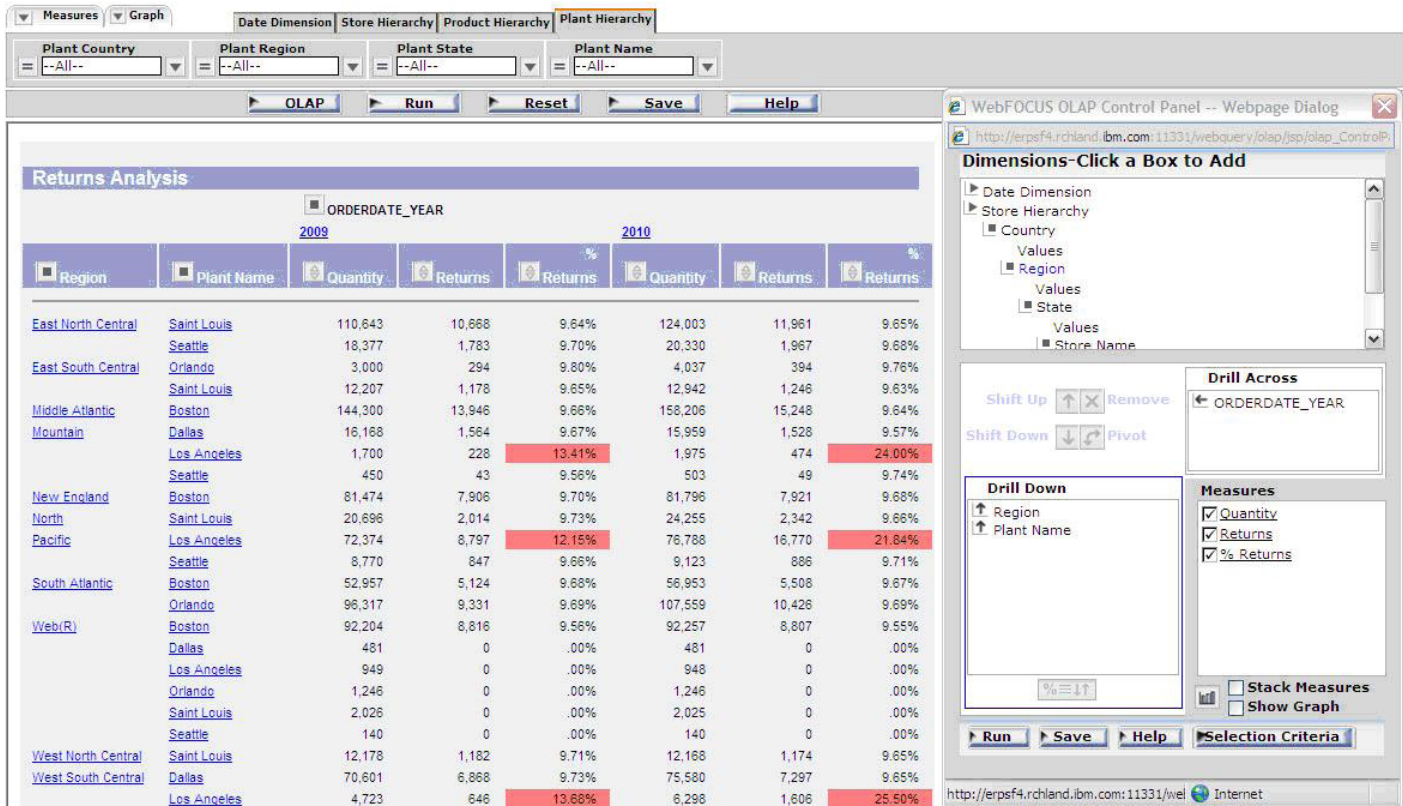 Measures Graph Date Dimension Store Hierarchy Product Hierarchy Plant Hierarchy
Plant Country Plant Region Plant State Plant Name
= --All-- = --All-- = --All-- = --All--
OLAP Run Reset Save Help
Returns Analysis
ORDERDATE_YEAR
2009 2010
Region Plant Name Quantity Returns % Returns Quantity Returns % Returns
East North Central Saint Louis 110,643 10,668 9.64% 124,003 11,961 9.65%
Seattle 18,377 1,783 9.70% 20,330 1,967 9.68%
East South Central Orlando 3,000 294 9.80% 4,037 394 9.76%
Saint Louis 12,207 1,178 9.65% 12,942 1,246 9.63%
Middle Atlantic Boston 144,300 13,946 9.66% 158,206 15,248 9.64%
Mountain Dallas 16,168 1,564 9.67% 15,959 1,528 9.57%
Los Angeles 1,700 228 13.41% 1,975 474 24.00%
Seattle 450 43 9.56% 503 49 9.74%
New England Boston 81,474 7,906 9.70% 81,796 7,921 9.68%
North Saint Louis 20,696 2,014 9.73% 24,255 2,342 9.66%
Pacific Los Angeles 72,374 8,797 12.15% 76,788 16,770 21.84%
Seattle 8,770 847 9.66% 9,123 886 9.71%
South Atlantic Boston 52,957 5,124 9.68% 56,953 5,508 9.67%
Orlando 96,317 9,331 9.69% 107,559 10,426 9.69%
Web(R) Boston 92,204 8,816 9.56% 92,257 8,807 9.55%
Dallas 481 0 .00% 481 0 .00%
Los Angeles 949 0 .00% 948 0 .00%
Orlando 1,246 0 .00% 1,246 0 .00%
Saint Louis 2,026 0 .00% 2,025 0 .00%
Seattle 140 0 .00% 140 0 .00%
West North Central Saint Louis 12,178 1,182 9.71% 12,168 1,174 9.65%
West South Central Dallas 70,601 6,868 9.73% 75,580 7,297 9.65%
Los Angeles 4,723 646 13.68% 6,298 1,606 25.50%
WebFOCUS OLAP Control Panel -- Webpage Dialog
http://erpsf4.rchland.ibm.com:11331/webquery/olap/jsp/olap_ControlPa
Dimensions-Click a Box to Add
Date Dimension
Store Hierarchy
Country
Values
Region
Values
State
Values
Store Name
Shift Up Remove
Shift Down Pivot
Drill Across
ORDERDATE_YEAR
Drill Down
Region
Plant Name
Measures
Quantity
Returns
% Returns
Stack Measures
Show Graph
Run Save Help Selection Criteria
http://erpsf4.rchland.ibm.com:11331/wel Internet